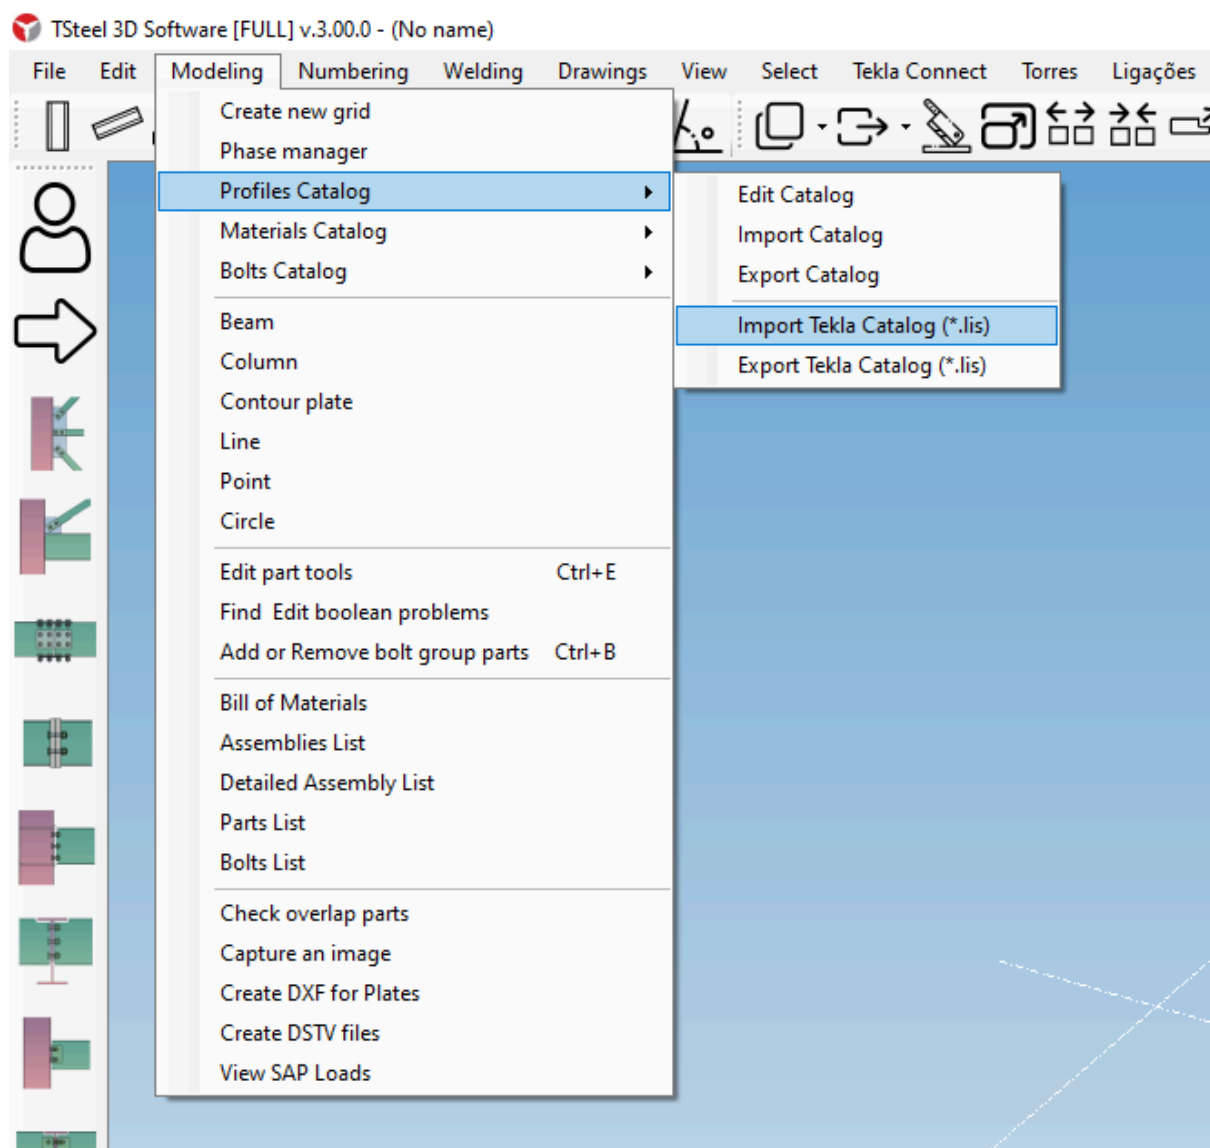 TSteel 3D Software [FULL] v.3.00.0 - (No name)
File Edit Modeling Numbering Welding Drawings View Select Tekla Connect Torres Ligações
Create new grid
Phase manager
Profiles Catalog
Materials Catalog
Bolts Catalog
Beam
Column
Contour plate
Line
Point
Circle
Edit part tools Ctrl+E
Find Edit boolean problems
Add or Remove bolt group parts Ctrl+B
Bill of Materials
Assemblies List
Detailed Assembly List
Parts List
Bolts List
Check overlap parts
Capture an image
Create DXF for Plates
Create DSTV files
View SAP Loads
Edit Catalog
Import Catalog
Export Catalog
Import Tekla Catalog (*.lis)
Export Tekla Catalog (*.lis)